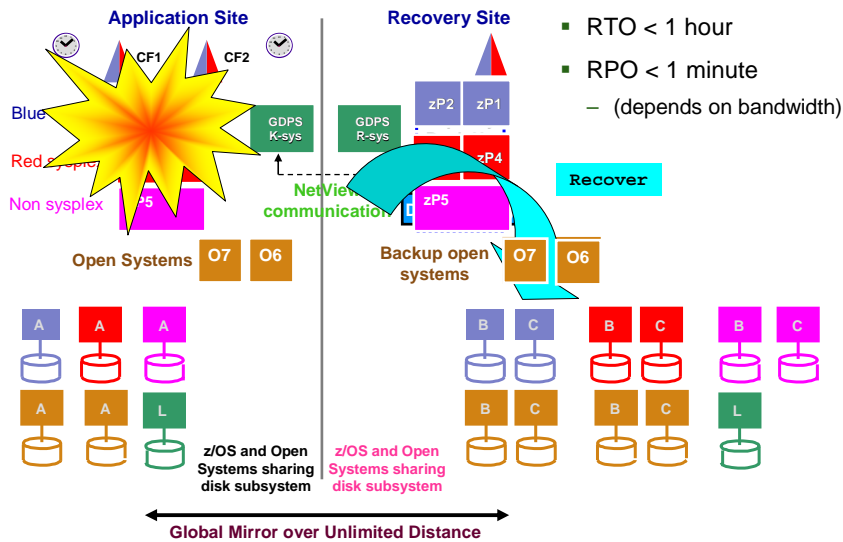 Application Site
Recovery Site
RTO < 1 hour
RPO < 1 minute
– (depends on bandwidth)
CF1
CF2
Blue
GDPS
K-sys
GDPS
R-sys
zP2
zP1
Red
zP4
Recover
NetView
communication
Non sysplex
P5
zP5
Open Systems
O7
O6
Backup open
systems
O7
O6
A
A
A
B
C
B
C
B
C
A
A
L
B
C
B
C
L
z/OS and Open
Systems sharing
disk subsystem
z/OS and Open
Systems sharing
disk subsystem
Global Mirror over Unlimited Distance